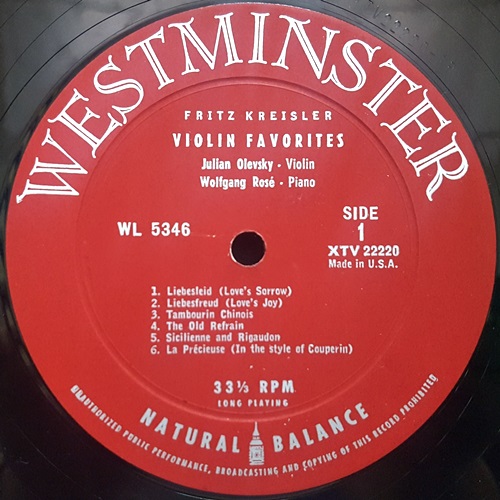 WESTMINSTER
FRITZ KREISLER
VIOLIN FAVORITES
Julian Olevsky - Violin
Wolfgang Rosé - Piano
WL 5346
SIDE
1
XTV 22220
Made in U.S.A.
1. Liebesleid (Love's Sorrow)
2. Liebesfreud (Love's Joy)
3. Tambourin Chinois
4. The Old Refrain
5. Sicilienne and Rigaudon
6. La Précieuse (In the style of Couperin)
33⅓ RPM
LONG PLAYING
NATURAL BALANCE
UNAUTHORIZED PUBLIC PERFORMANCE, BROADCASTING AND COPYING OF THIS RECORD PROHIBITED